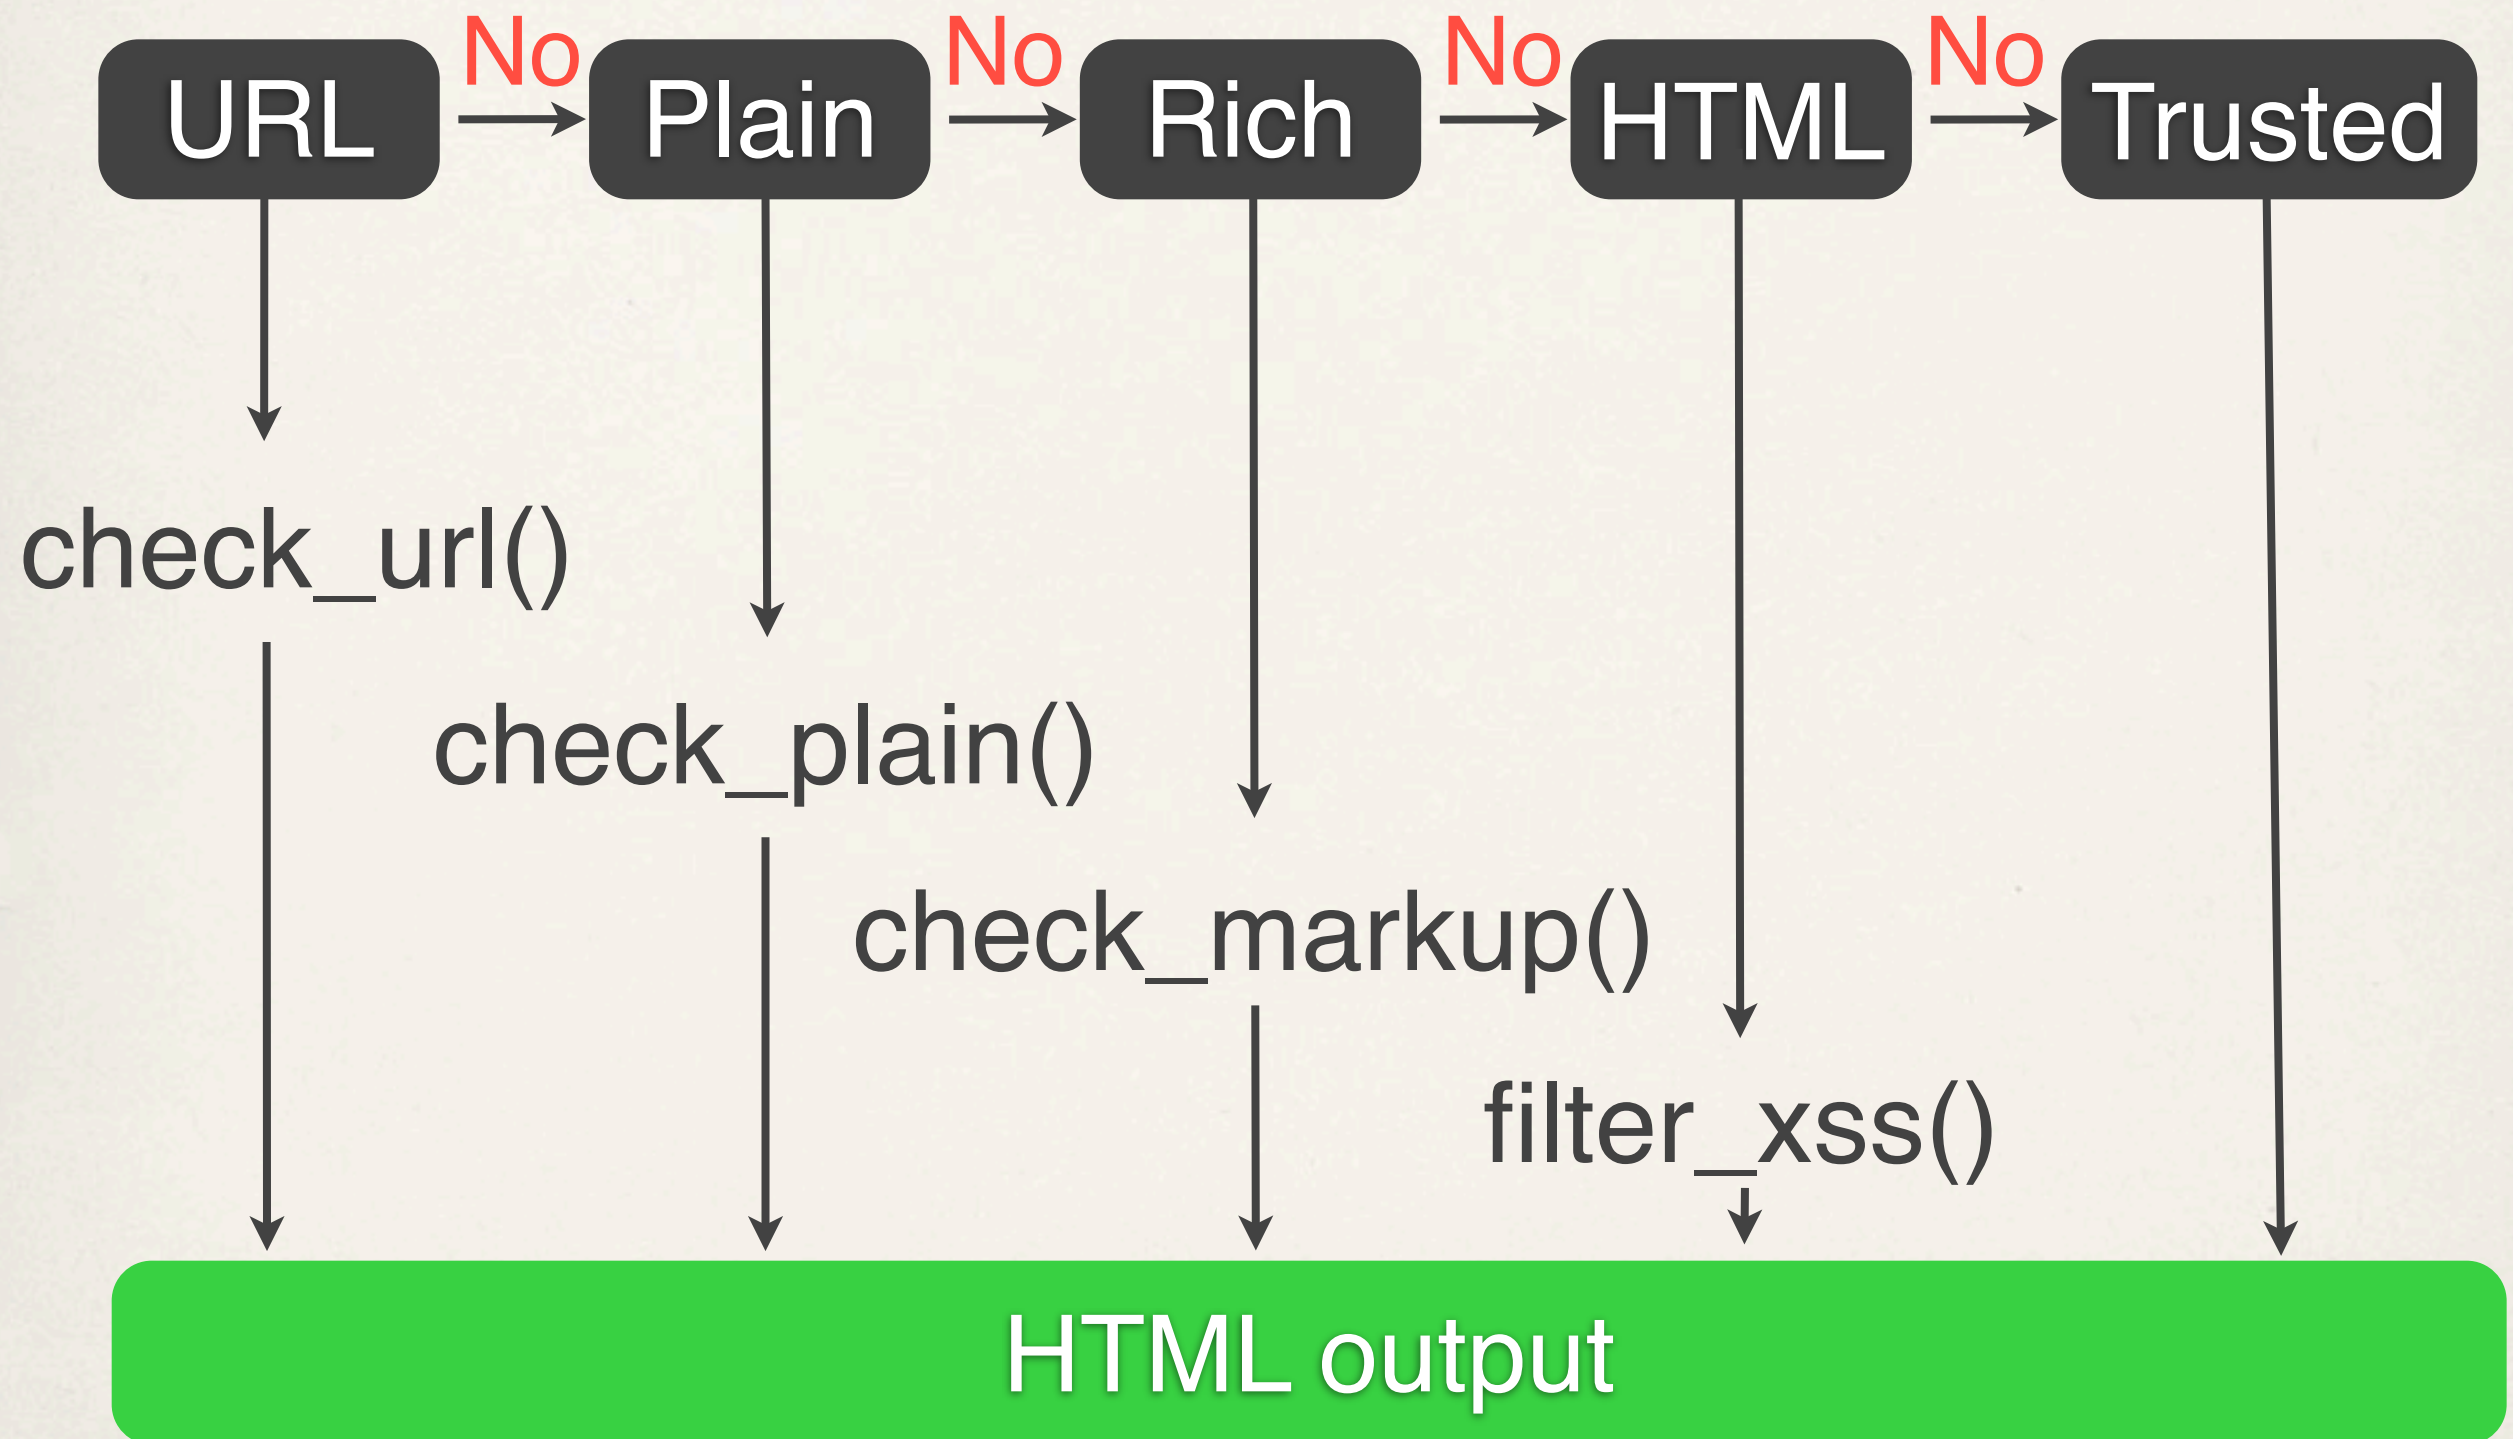 No No No No
URL Plain Rich HTML Trusted
check_url()
check_plain()
check_markup()
filter_xss()
HTML output